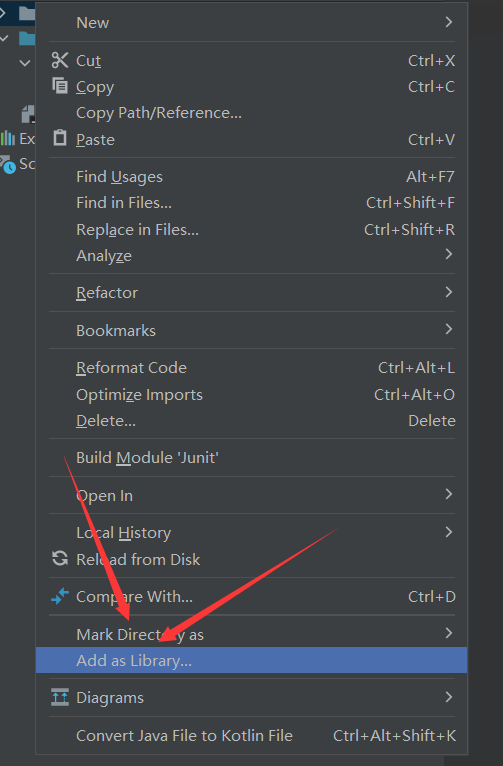 New
Cut Ctrl+X
Copy Ctrl+C
Copy Path/Reference...
Paste Ctrl+V
Find Usages Alt+F7
Find in Files... Ctrl+Shift+F
Replace in Files... Ctrl+Shift+R
Analyze
Refactor
Bookmarks
Reformat Code Ctrl+Alt+L
Optimize Imports Ctrl+Alt+O
Delete... Delete
Build Module 'Junit'
Open In
Local History
Reload from Disk
Compare With... Ctrl+D
Mark Directory as
Add as Library...
Diagrams
Convert Java File to Kotlin File Ctrl+Alt+Shift+K
Ex
Sc